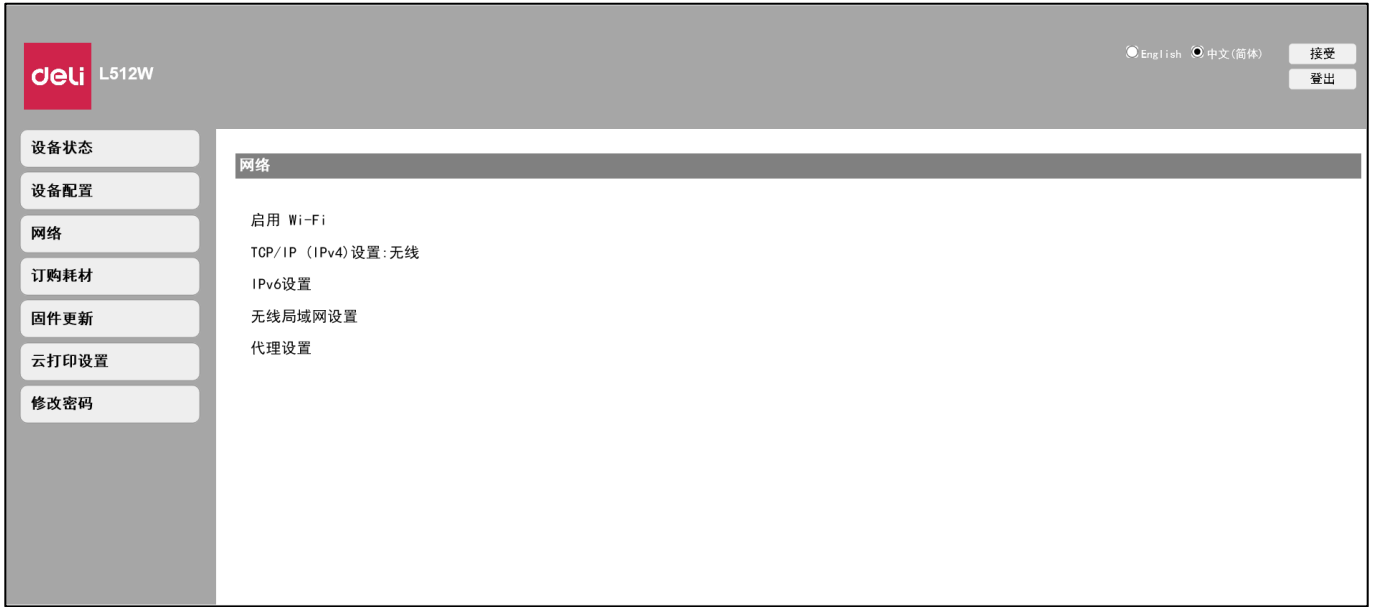 English 中文(简体) 接受
deli L512W
登出
设备状态
设备配置
网络
订购耗材
固件更新
云打印设置
修改密码
网络
启用 Wi-Fi
TCP/IP (IPv4)设置:无线
IPv6设置
无线局域网设置
代理设置